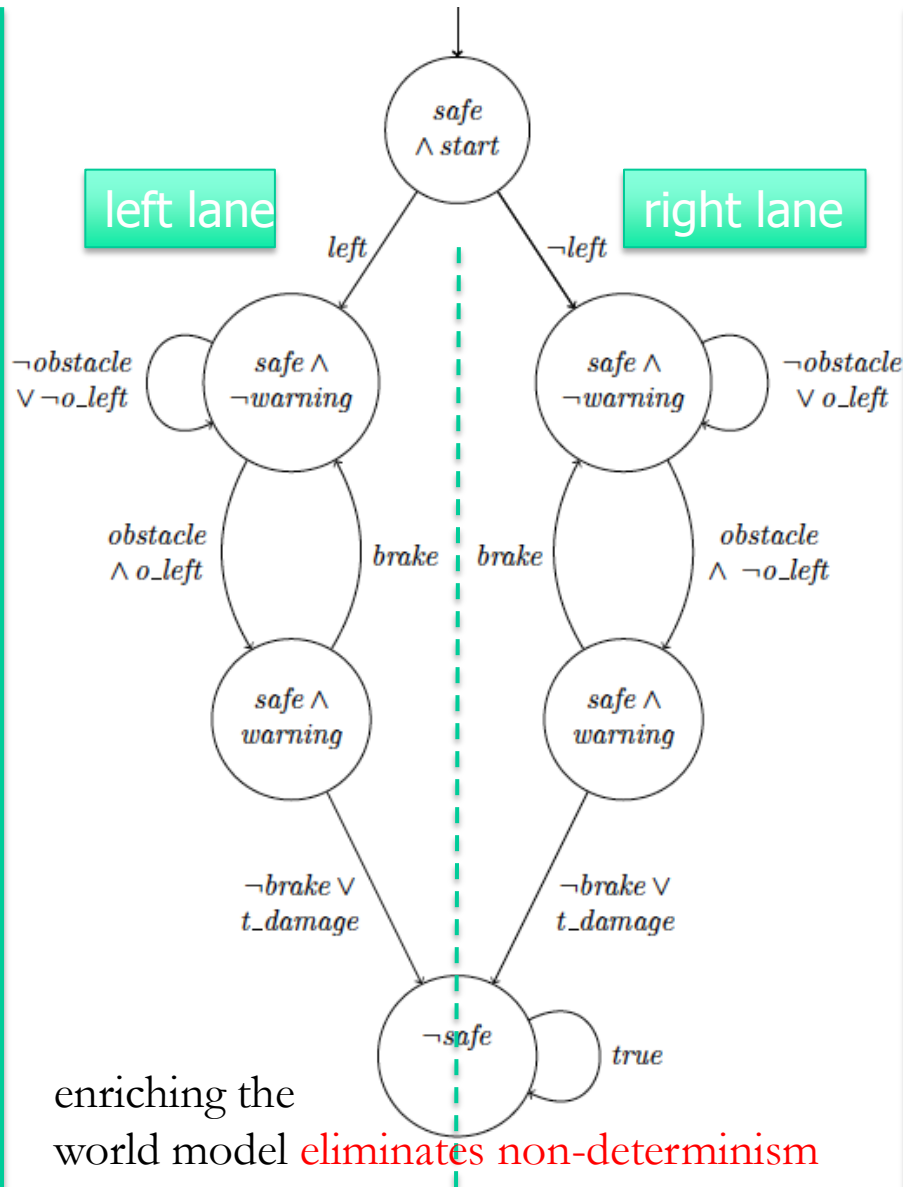 safe
∧ start
left lane
right lane
left
¬left
¬obstacle
∨ ¬o_left
safe ∧
¬warning
safe ∧
¬warning
¬obstacle
∨ o_left
obstacle
∧ o_left
brake
brake
obstacle
∧ ¬o_left
safe ∧
warning
safe ∧
warning
¬brake ∨
t_damage
¬brake ∨
t_damage
¬safe
true
enriching the
world model eliminates non-determinism